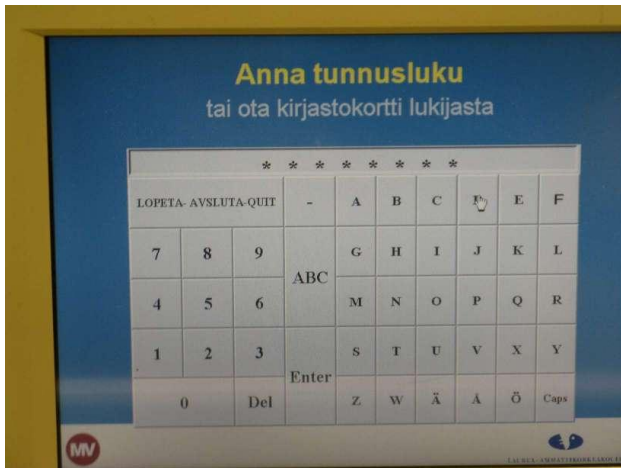 Anna tunnusluku
tai ota kirjastokortti lukijasta
* * * * * * * *
LOPETA- AVSLUTA-QUIT - A B C D E F
7 8 9 G H I J K L
ABC
4 5 6 M N O P Q R
1 2 3 S T U V X Y
Enter
0 Del Z W Ä Å Ö Caps
MV